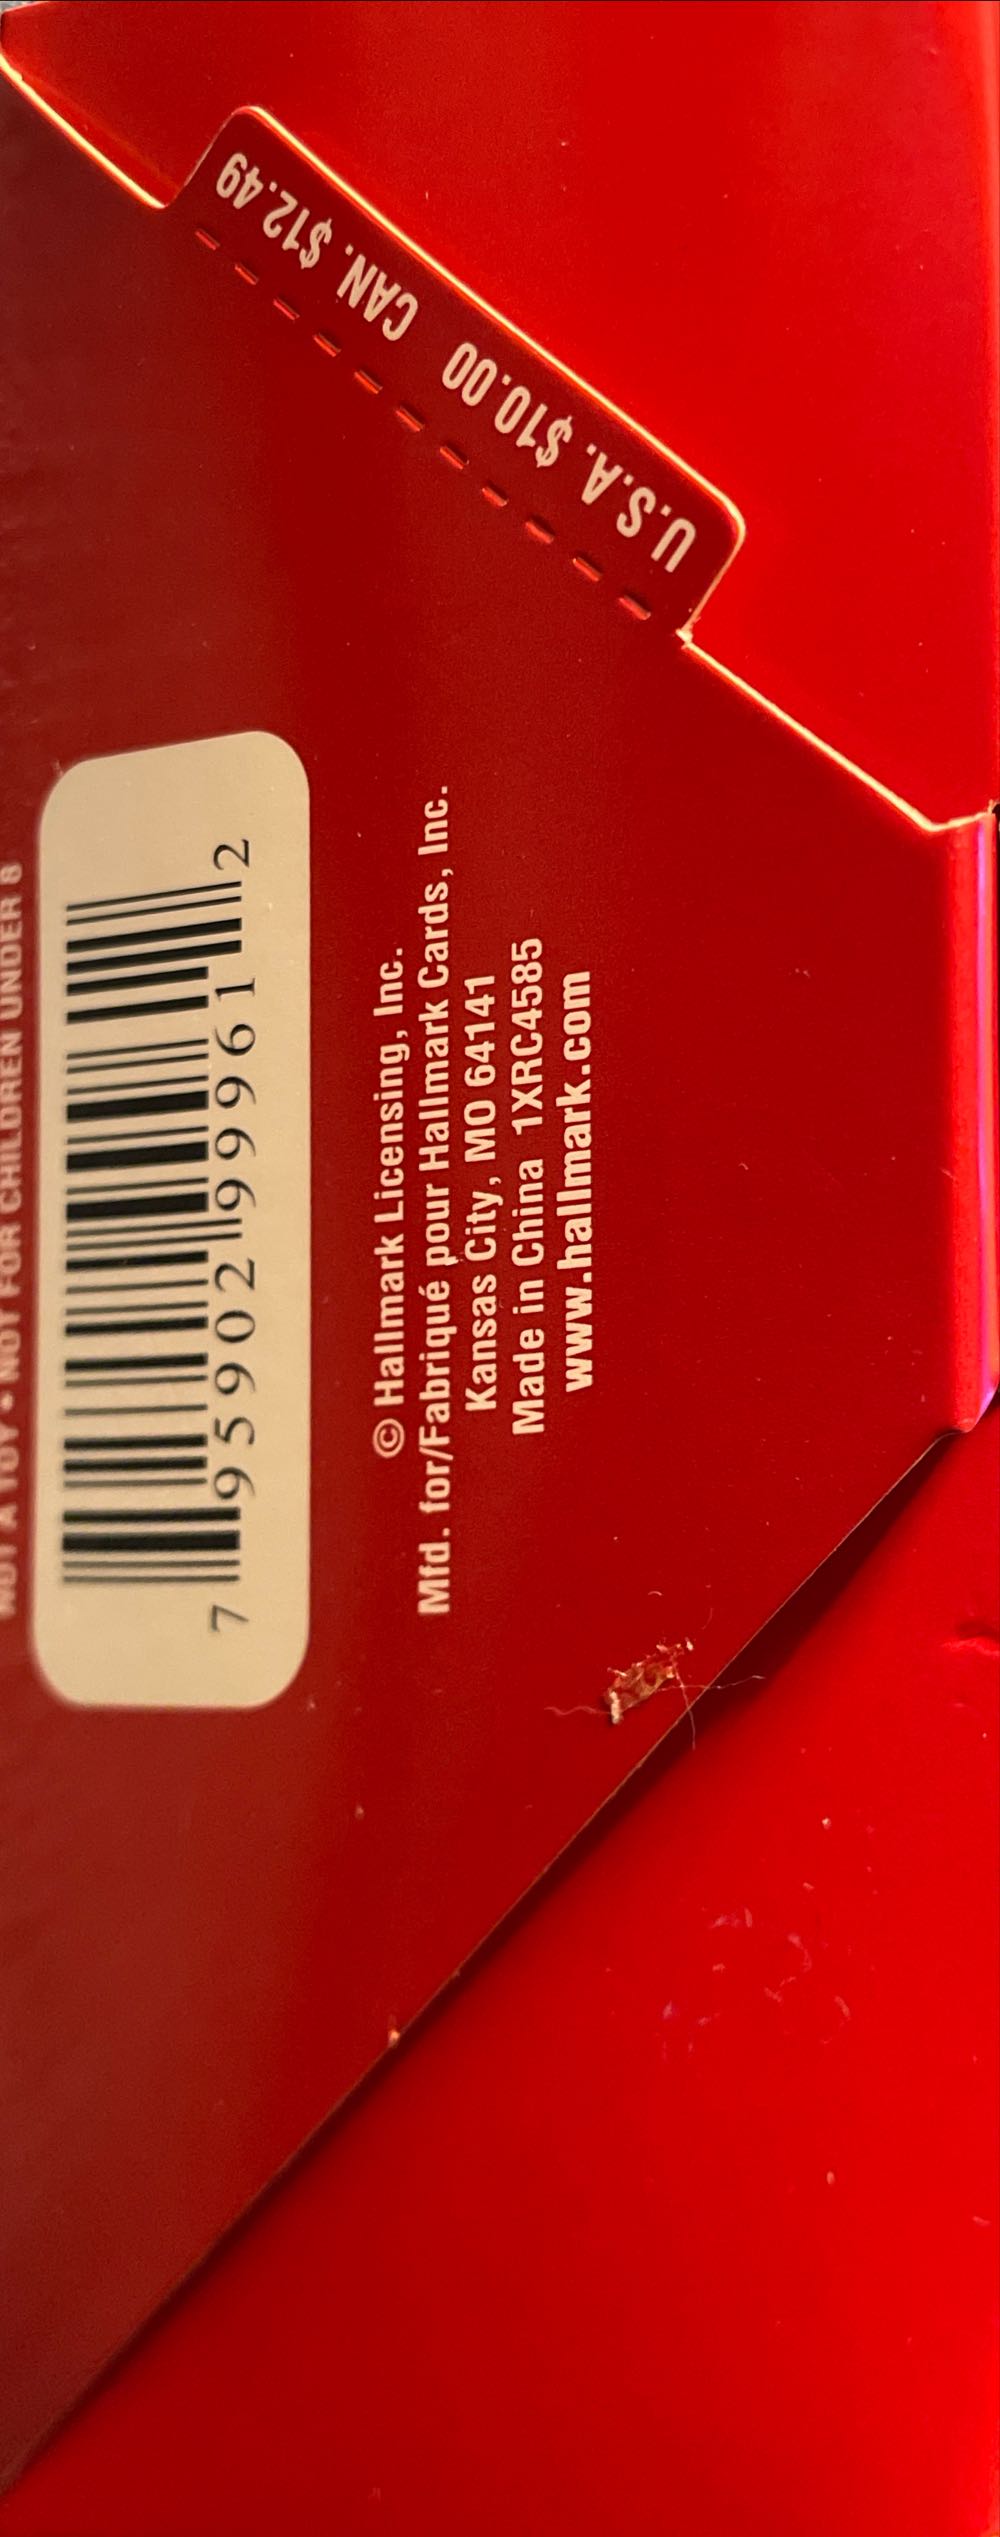 NOT A TOY • NOT FOR CHILDREN UNDER 8
7 95902 99961 2
© Hallmark Licensing, Inc.
Mfd. for/Fabriqué pour Hallmark Cards, Inc.
Kansas City, MO 64141
Made in China 1XRC4585
www.hallmark.com
U.S.A. $10.00 CAN. $12.49